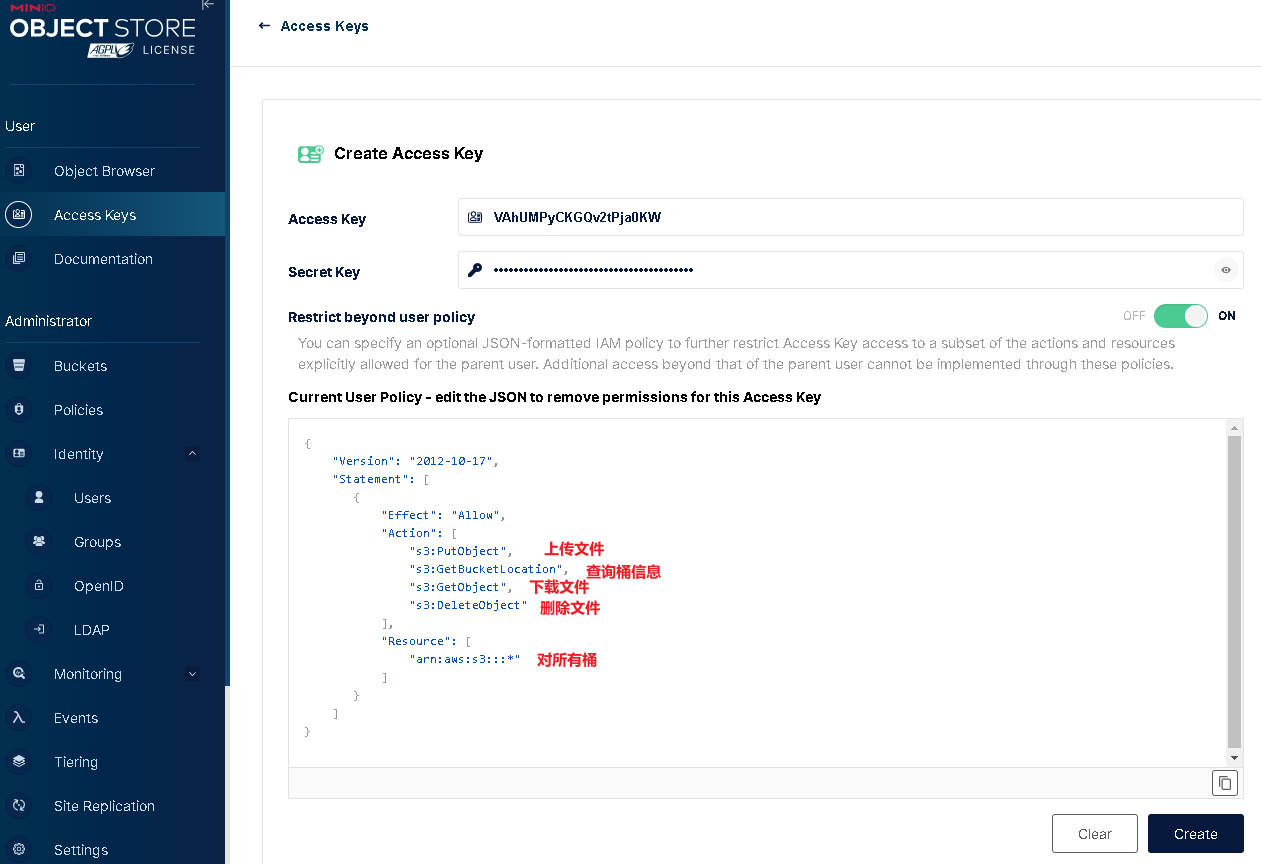 MINIO
OBJECT STORE
AGPL LICENSE
User
Object Browser
Access Keys
Documentation
Administrator
Buckets
Policies
Identity
Users
Groups
OpenID
LDAP
Monitoring
Events
Tiering
Site Replication
Settings
Access Keys
Create Access Key
Access Key VAhUMPyCKGQv2tPja0KW
Secret Key ••••••••••••••••••••••••••••••••••••••••
Restrict beyond user policy OFF ON
You can specify an optional JSON-formatted IAM policy to further restrict Access Key access to a subset of the actions and resources
explicitly allowed for the parent user. Additional access beyond that of the parent user cannot be implemented through these policies.
Current User Policy - edit the JSON to remove permissions for this Access Key
{
"Version": "2012-10-17",
"Statement": [
{
"Effect": "Allow",
"Action": [
"s3:PutObject", 上传文件
"s3:GetBucketLocation", 查询桶信息
"s3:GetObject", 下载文件
"s3:DeleteObject" 删除文件
],
"Resource": [
"arn:aws:s3:::*" 对所有桶
]
}
]
}
Clear Create